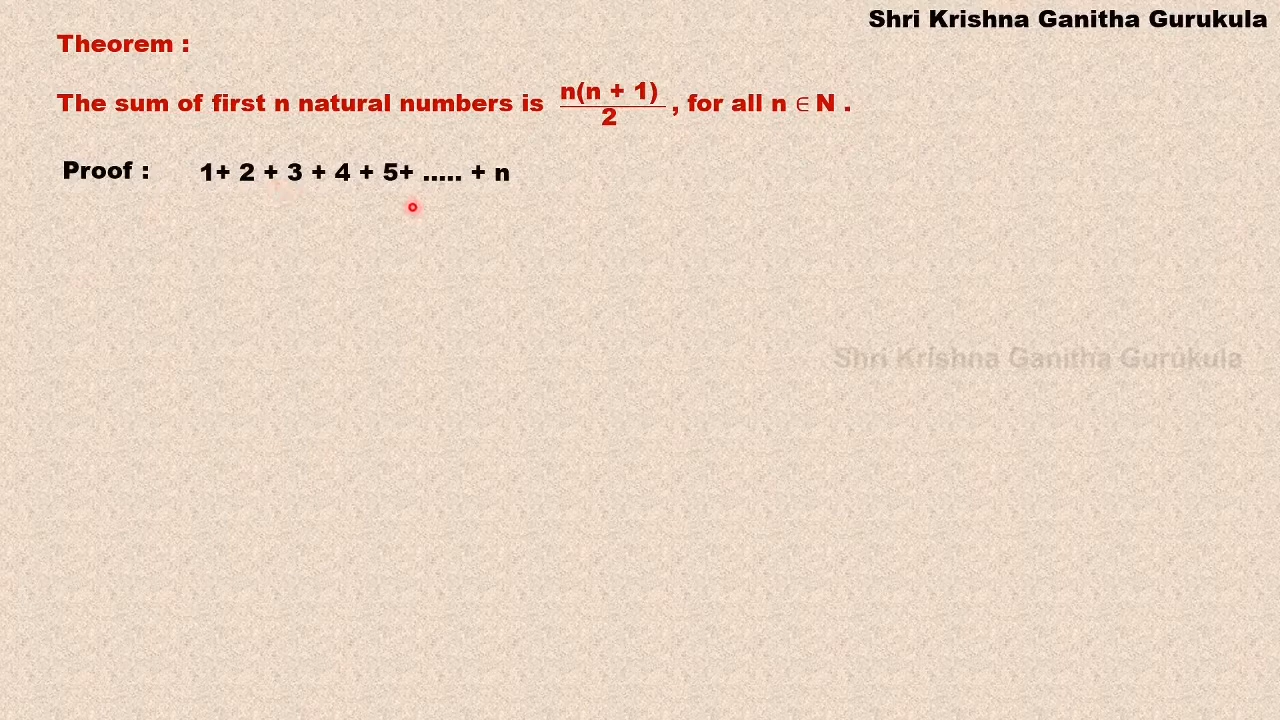 Shri Krishna Ganitha Gurukula
Theorem :
The sum of first n natural numbers is n(n + 1)/2 , for all n ∈ N .
Proof : 1+ 2 + 3 + 4 + 5+ ..... + n
Shri Krishna Ganitha Gurukula